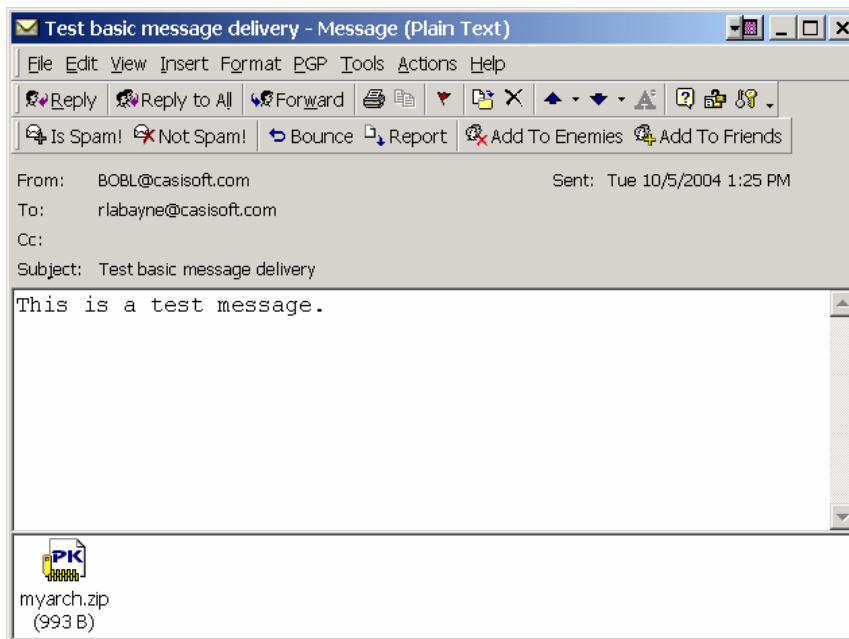 Test basic message delivery - Message (Plain Text)
File Edit View Insert Format PGP Tools Actions Help
Reply Reply to All Forward
Is Spam! Not Spam! Bounce Report Add To Enemies Add To Friends
From: BOBL@casisoft.com Sent: Tue 10/5/2004 1:25 PM
To: rlabayne@casisoft.com
Cc:
Subject: Test basic message delivery
This is a test message.
PK
myarch.zip
(993 B)